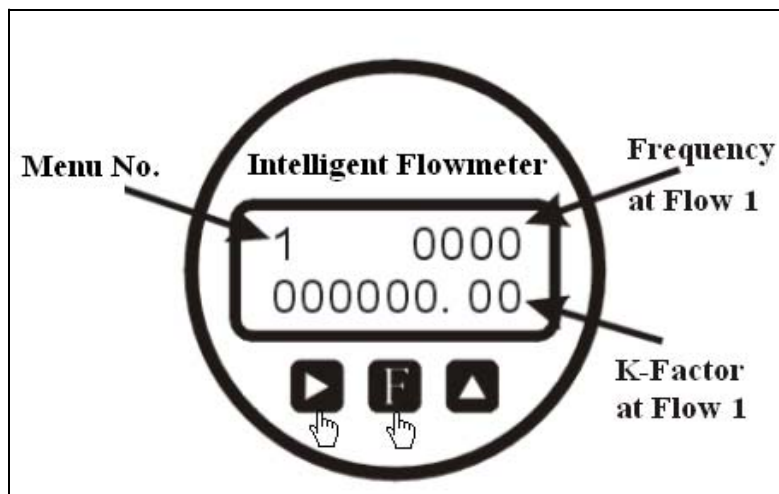 Menu No.
Intelligent Flowmeter
Frequency
at Flow 1
1 0000
000000.00
F
K-Factor
at Flow 1